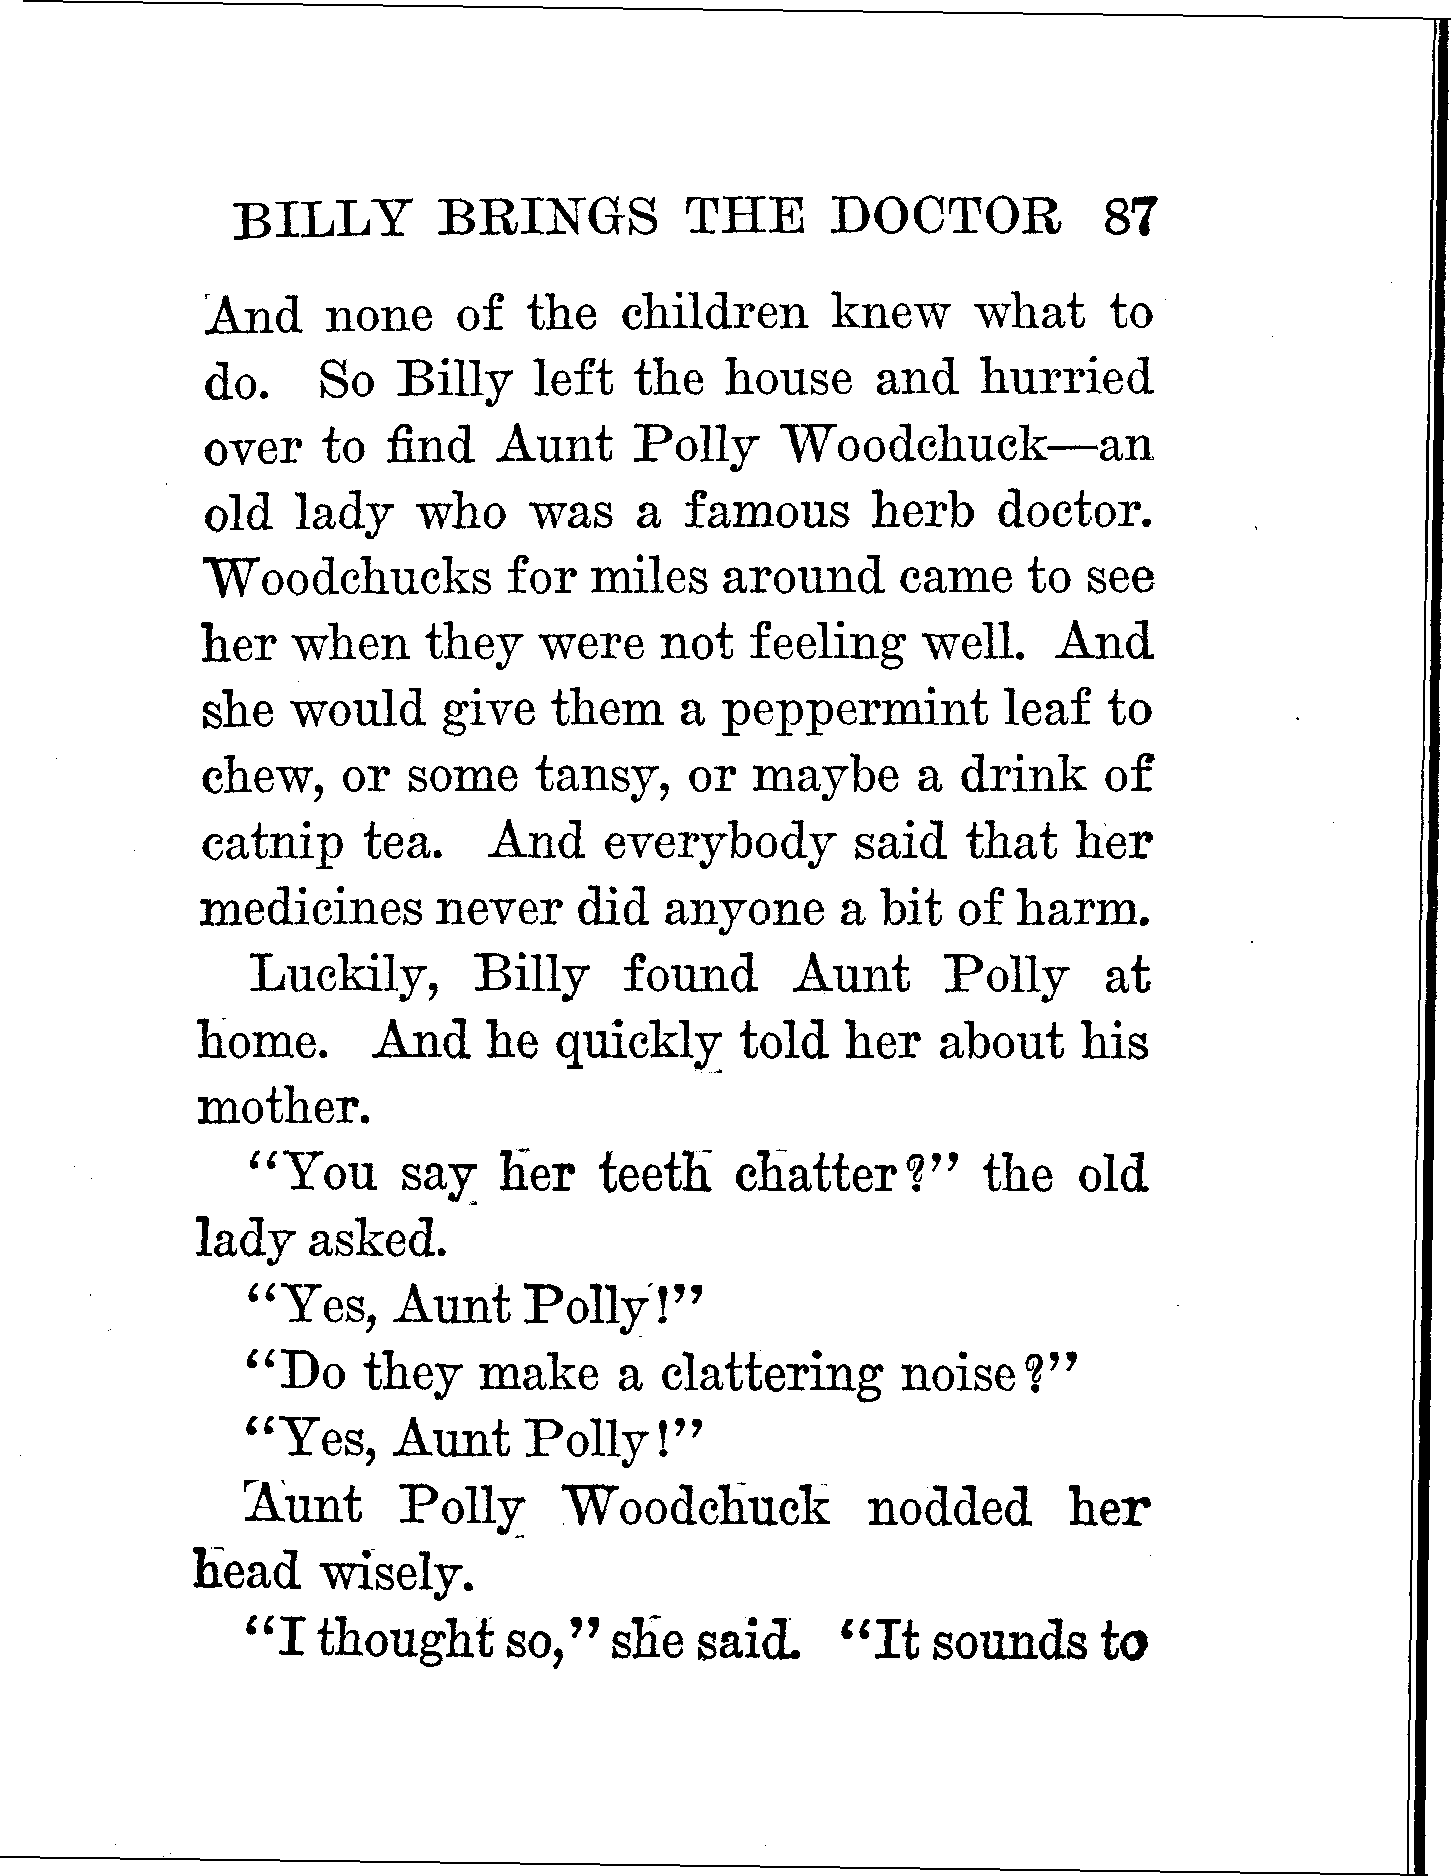 BILLY BRINGS THE DOCTOR 87
And none of the children knew what to
do. So Billy left the house and hurried
over to find Aunt Polly Woodchuck—an
old lady who was a famous herb doctor.
Woodchucks for miles around came to see
her when they were not feeling well. And
she would give them a peppermint leaf to
chew, or some tansy, or maybe a drink of
catnip tea. And everybody said that her
medicines never did anyone a bit of harm.
Luckily, Billy found Aunt Polly at
home. And he quickly told her about his
mother.
“You say her teeth chatter?” the old
lady asked.
“Yes, Aunt Polly!”
“Do they make a clattering noise?”
“Yes, Aunt Polly!”
Aunt Polly Woodchuck nodded her
head wisely.
“I thought so,” she said. “It sounds to